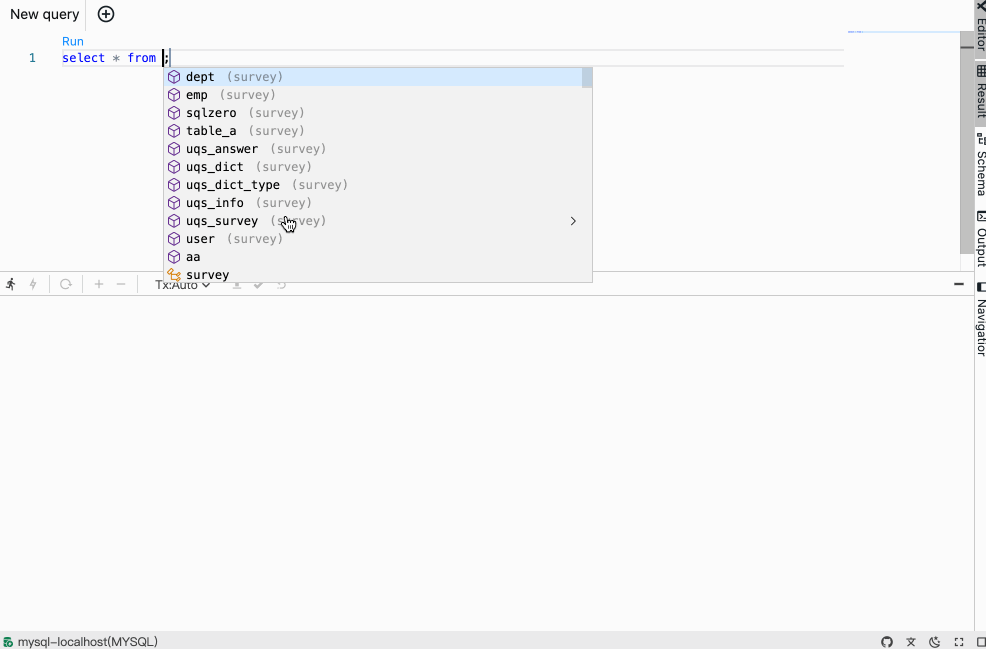 New query
Run
1 select * from ;
dept (survey)
emp (survey)
sqlzero (survey)
table_a (survey)
uqs_answer (survey)
uqs_dict (survey)
uqs_dict_type (survey)
uqs_info (survey)
uqs_survey (survey)
user (survey)
aa
survey
Tx:Auto
Editor
Result
Schema
Output
Navigation
mysql-localhost(MYSQL)